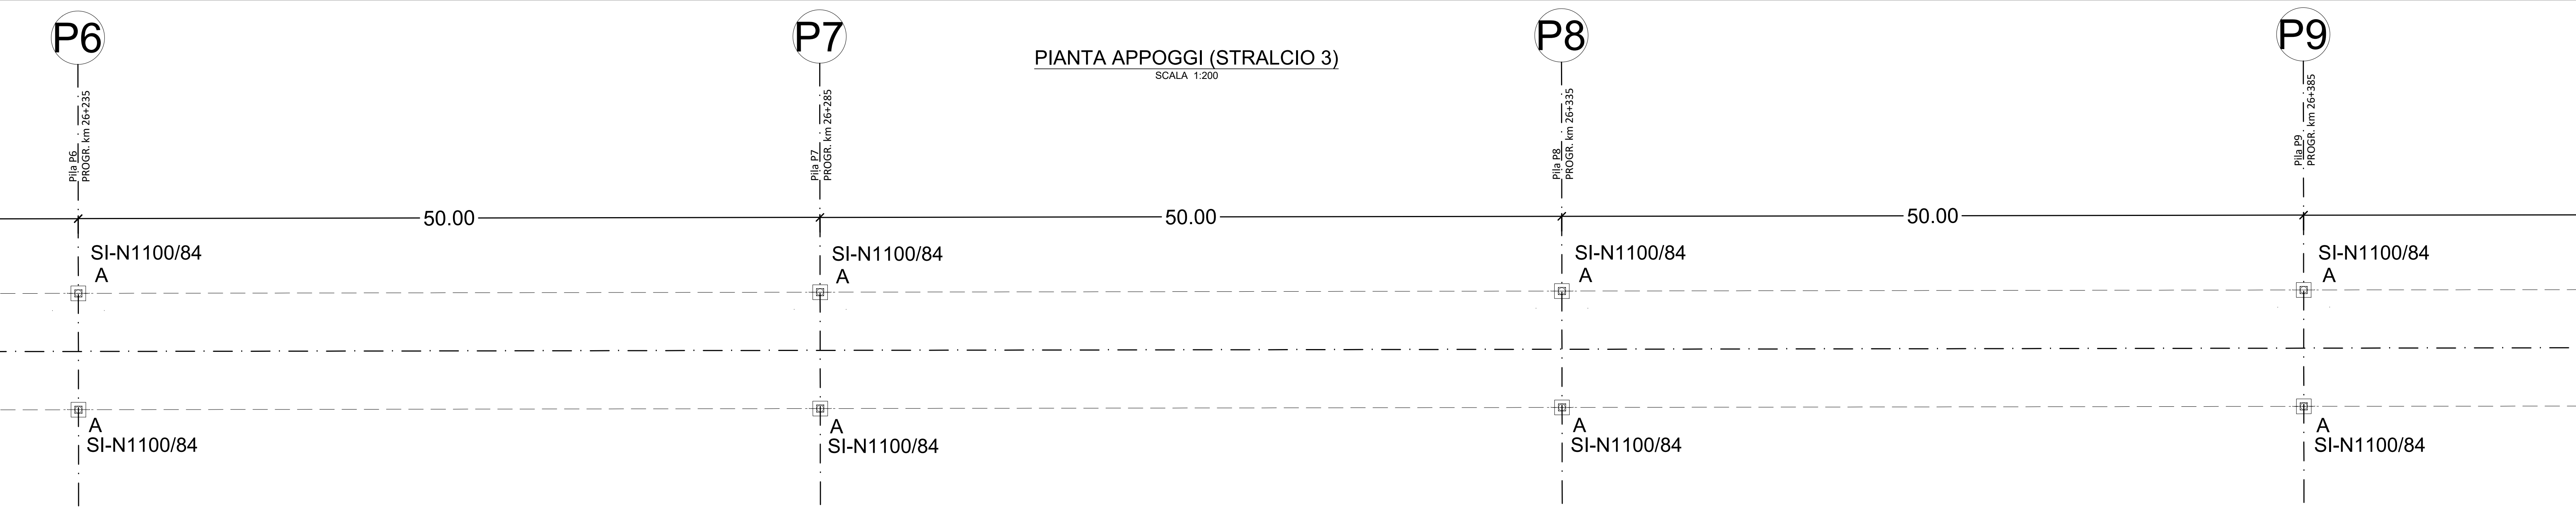 P6
P7
P8
P9
PIANTA APPOGGI (STRALCIO 3)
SCALA 1:200
Pila P6
PROGR. km 26+235
Pila P7
PROGR. km 26+285
Pila P8
PROGR. km 26+335
Pila P9
PROGR. km 26+385
50.00
50.00
50.00
SI-N1100/84
A
SI-N1100/84
A
SI-N1100/84
A
SI-N1100/84
A
A
SI-N1100/84
A
SI-N1100/84
A
SI-N1100/84
A
SI-N1100/84